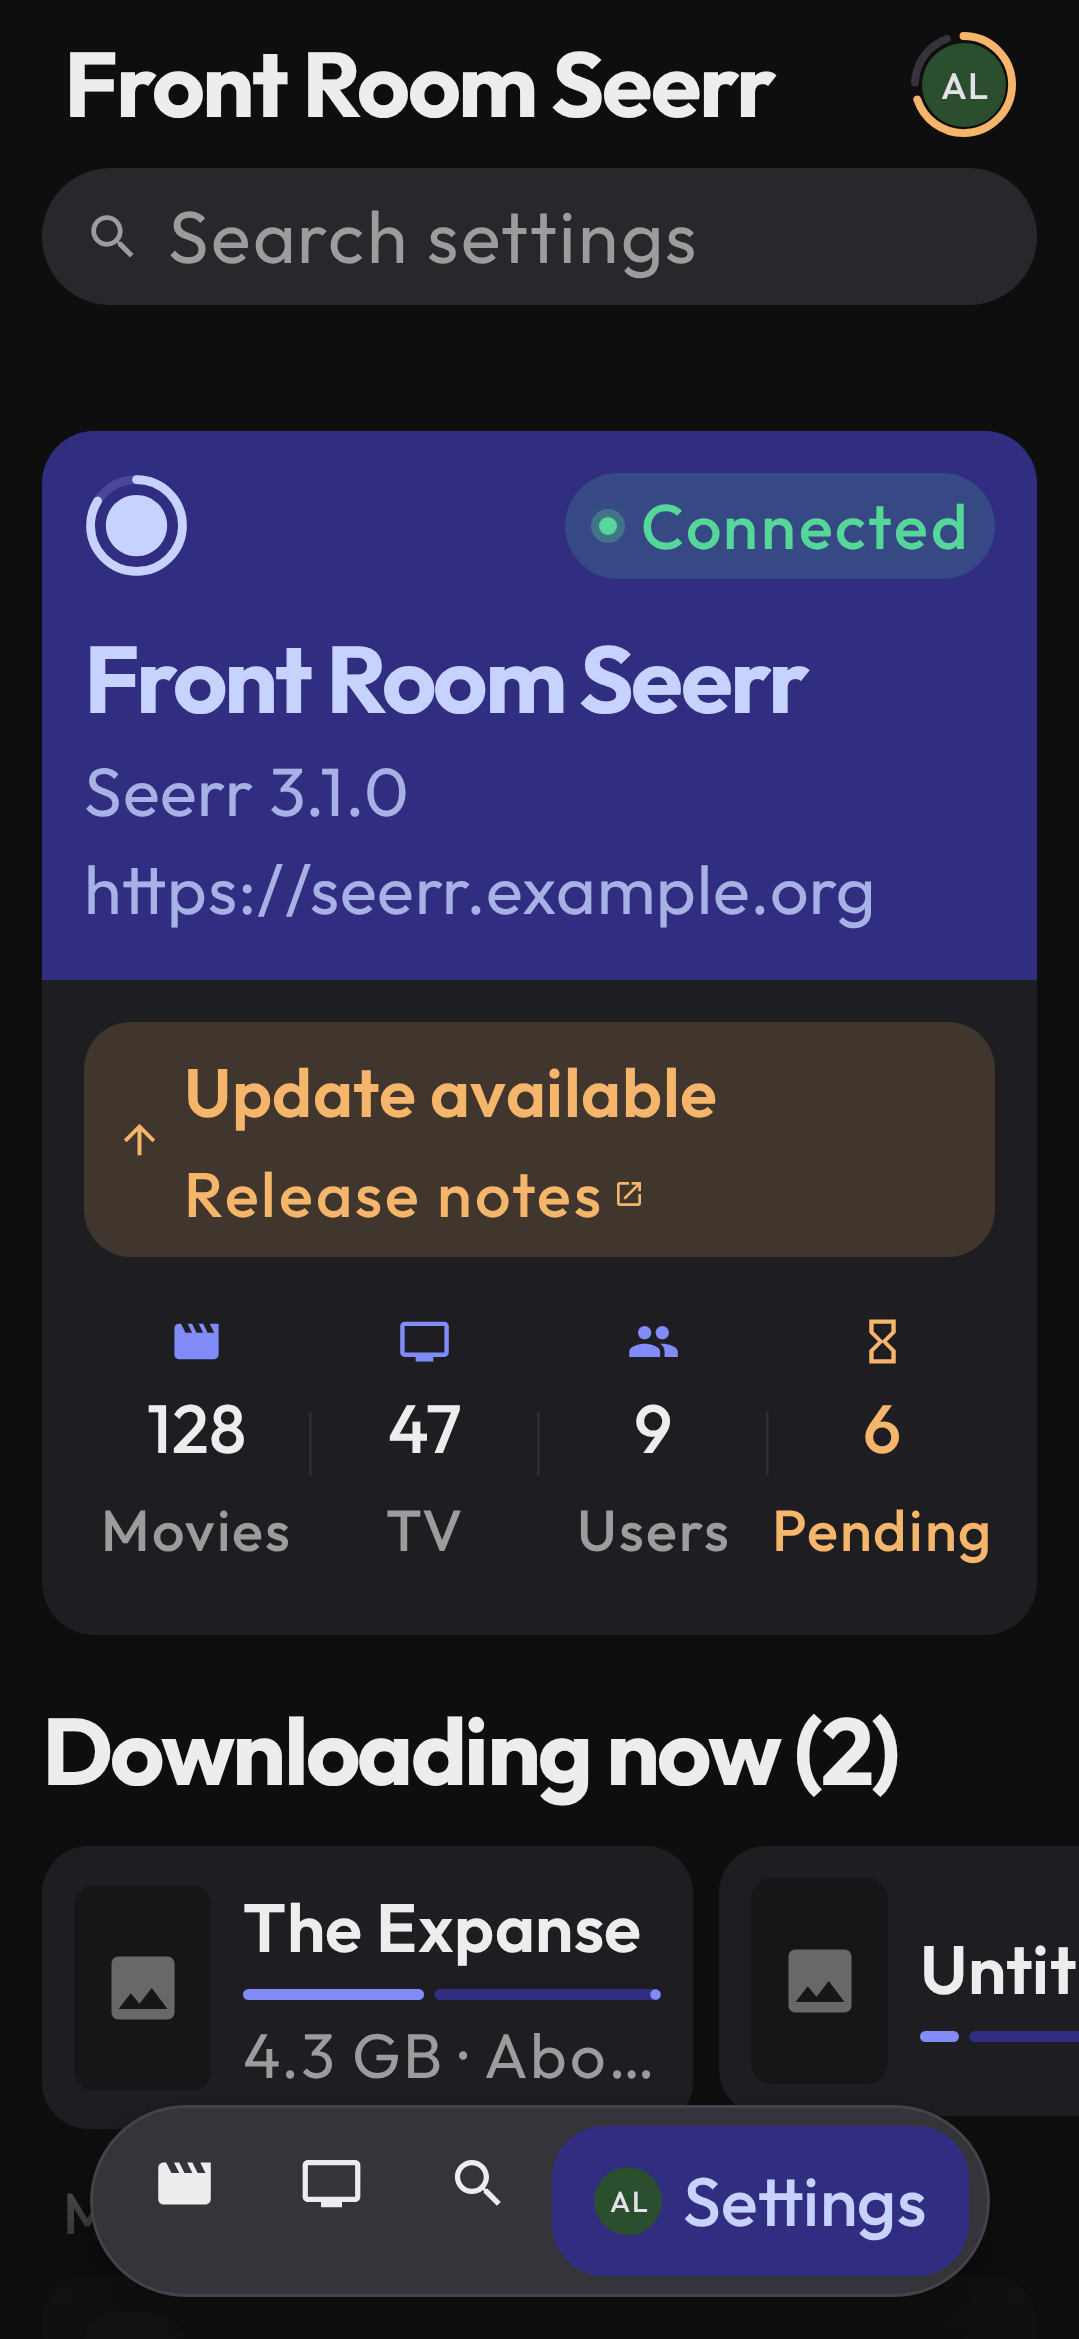 Front Room Seerr
AL
Search settings
Connected
Front Room Seerr
Seerr 3.1.0
https://seerr.example.org
Update available
Release notes
128
47
9
6
Movies
TV
Users
Pending
Downloading now (2)
The Expanse
4.3 GB · Abo…
Untit
AL
Settings